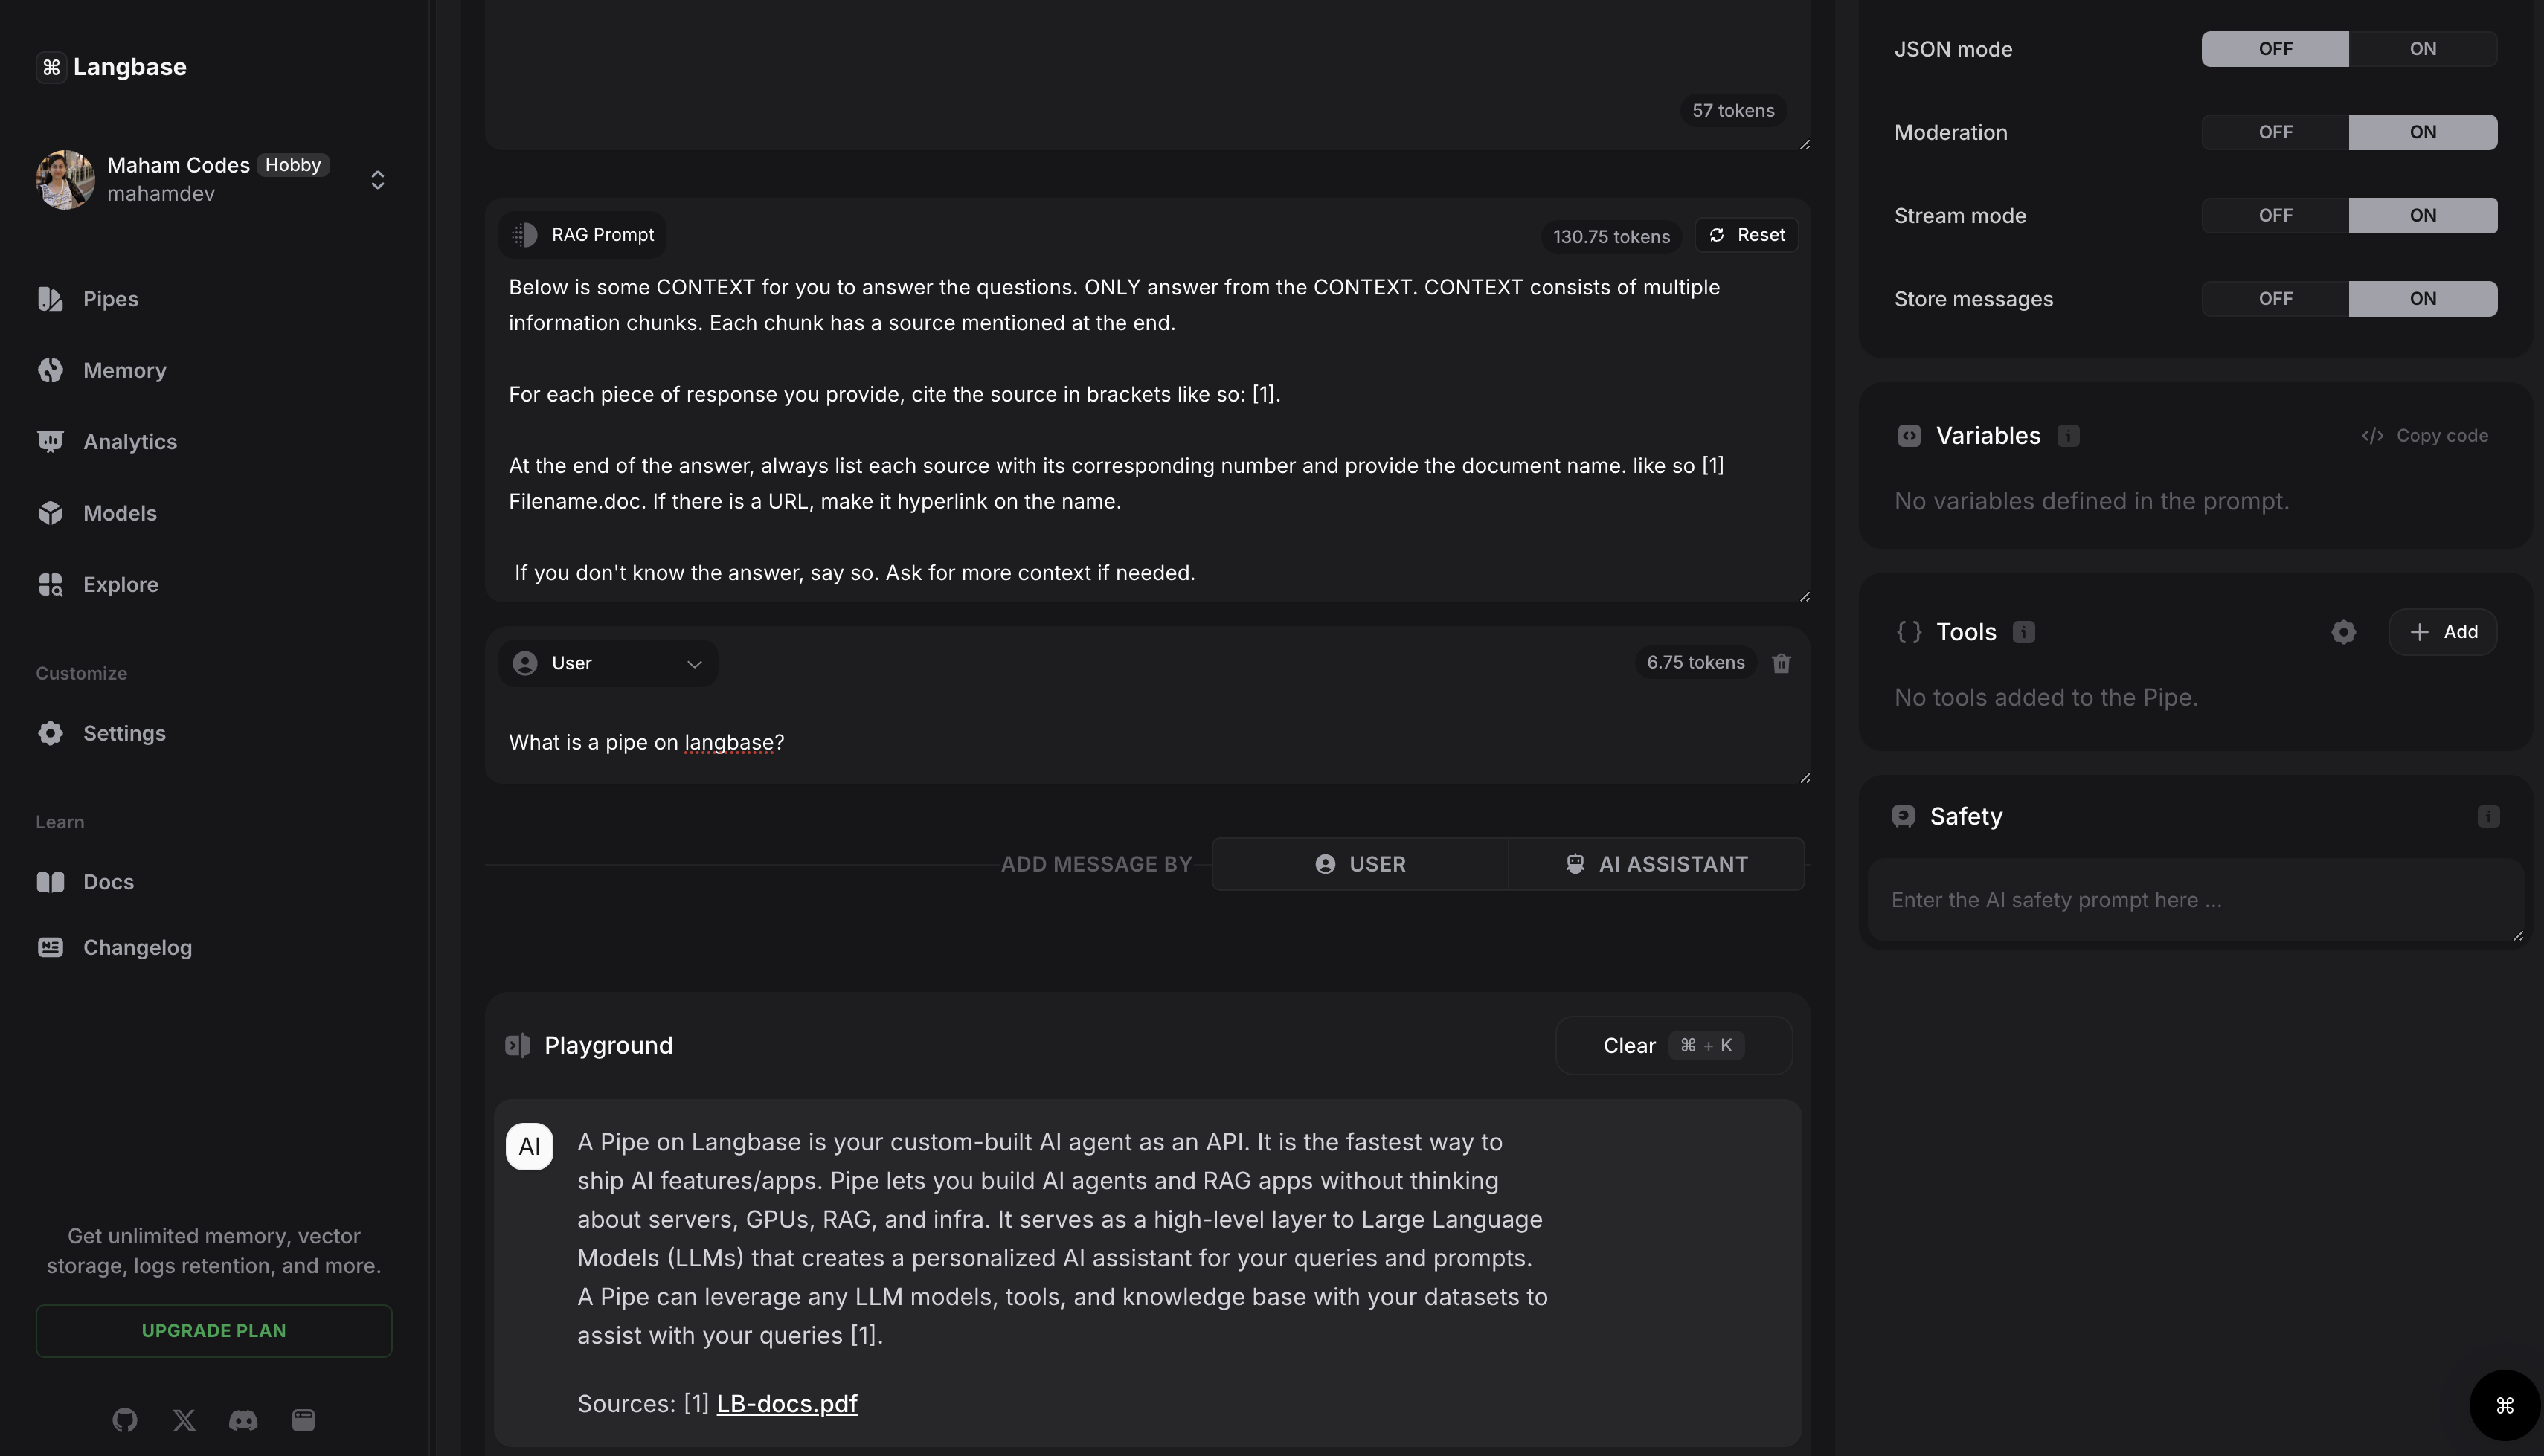 ⌘ Langbase
Maham Codes Hobby
mahamdev
Pipes
Memory
Analytics
Models
Explore
Customize
Settings
Learn
Docs
Changelog
Get unlimited memory, vector
storage, logs retention, and more.
UPGRADE PLAN
57 tokens
RAG Prompt
130.75 tokens
Reset
Below is some CONTEXT for you to answer the questions. ONLY answer from the CONTEXT. CONTEXT consists of multiple
information chunks. Each chunk has a source mentioned at the end.
For each piece of response you provide, cite the source in brackets like so: [1].
At the end of the answer, always list each source with its corresponding number and provide the document name. like so [1]
Filename.doc. If there is a URL, make it hyperlink on the name.
If you don't know the answer, say so. Ask for more context if needed.
User
6.75 tokens
What is a pipe on langbase?
ADD MESSAGE BY
USER
AI ASSISTANT
Playground
Clear ⌘ + K
AI
A Pipe on Langbase is your custom-built AI agent as an API. It is the fastest way to
ship AI features/apps. Pipe lets you build AI agents and RAG apps without thinking
about servers, GPUs, RAG, and infra. It serves as a high-level layer to Large Language
Models (LLMs) that creates a personalized AI assistant for your queries and prompts.
A Pipe can leverage any LLM models, tools, and knowledge base with your datasets to
assist with your queries [1].
Sources: [1] LB-docs.pdf
JSON mode OFF ON
Moderation OFF ON
Stream mode OFF ON
Store messages OFF ON
Variables i
</> Copy code
No variables defined in the prompt.
{ } Tools i
+ Add
No tools added to the Pipe.
Safety i
Enter the AI safety prompt here ...
⌘